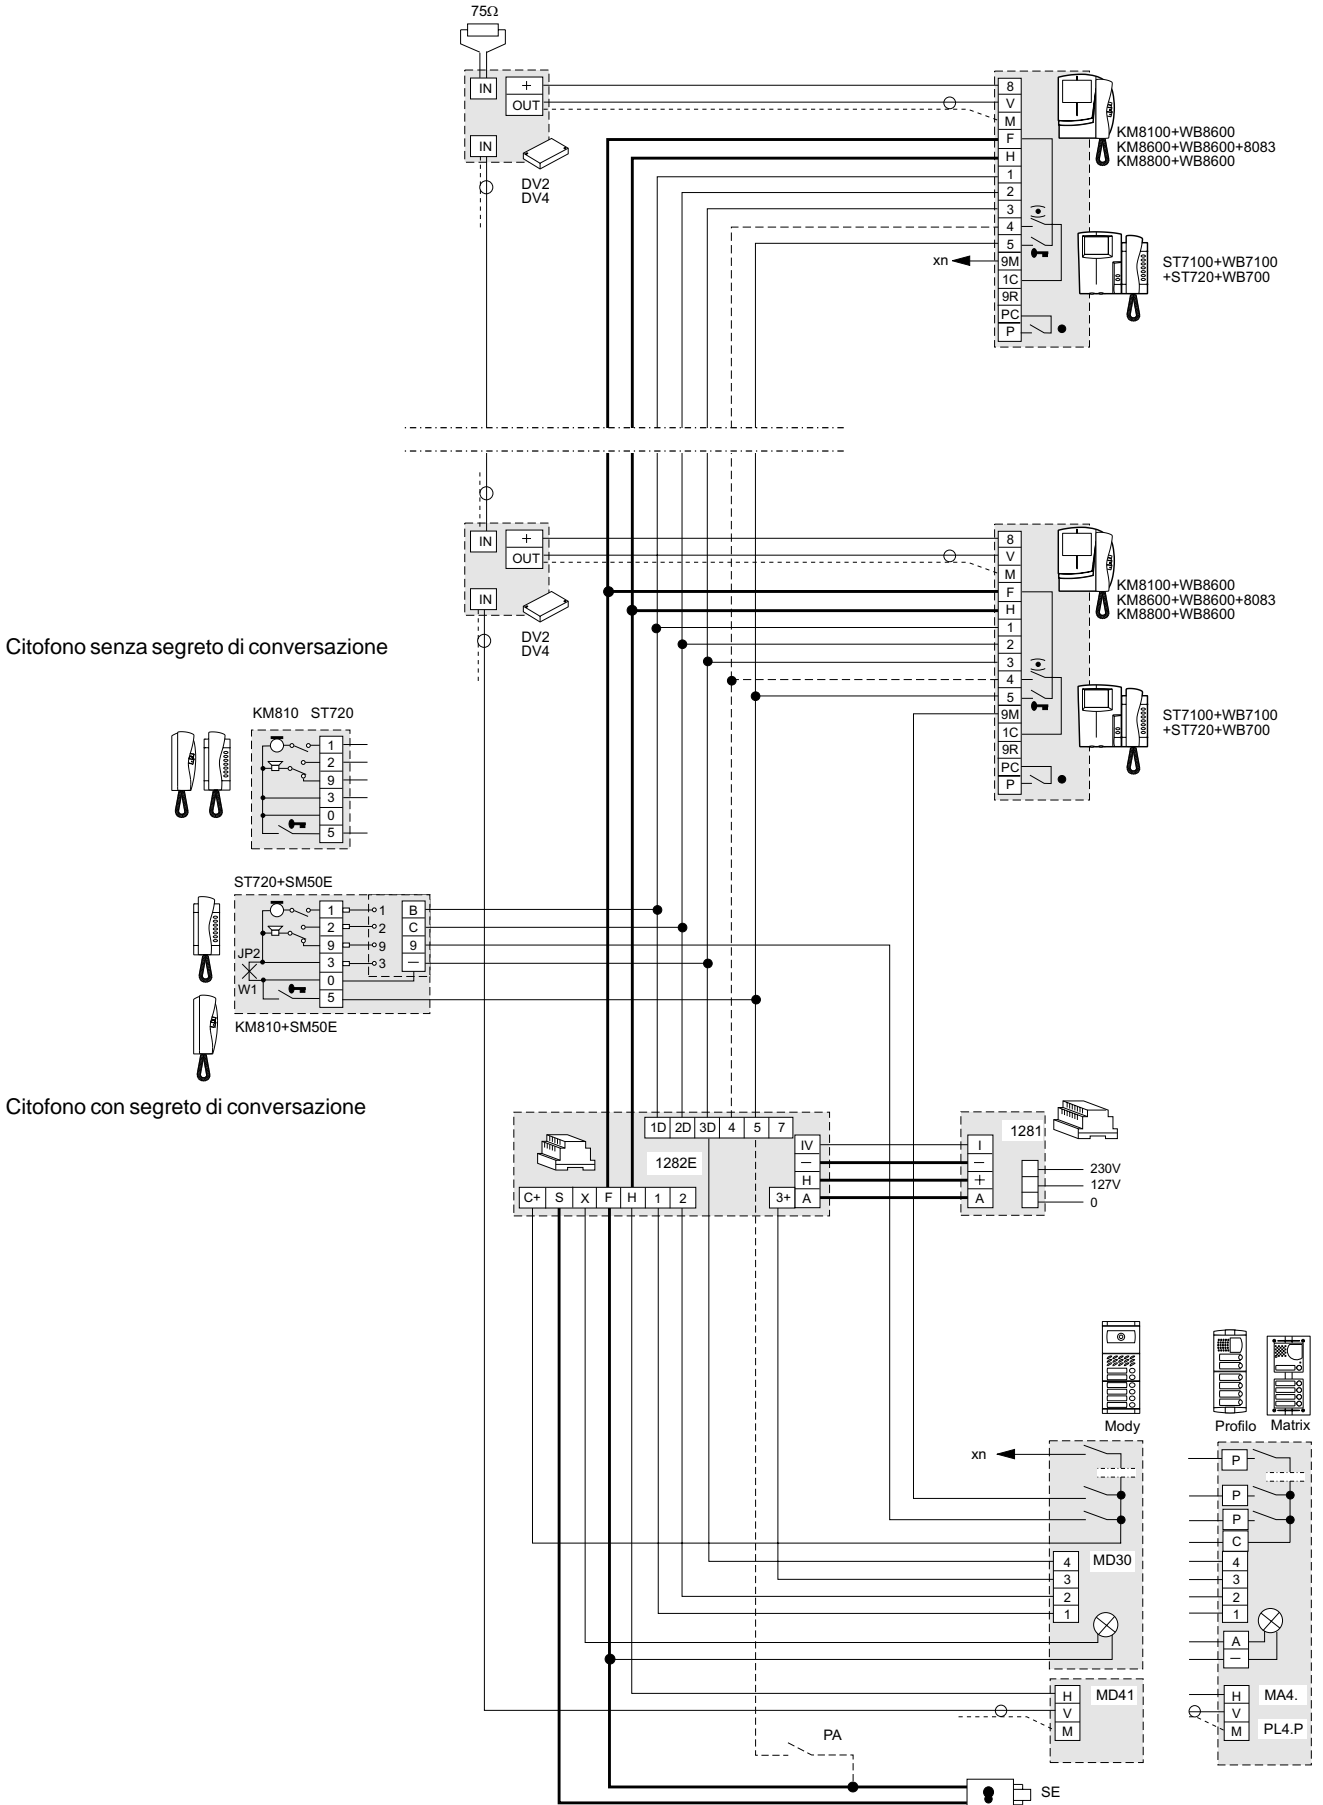 75Ω
IN
+
OUT
IN
DV2
DV4
8
V
M
F
H
1
2
3
4
5
9M
1C
9R
PC
P
xn
KM8100+WB8600
KM8600+WB8600+8083
KM8800+WB8600
ST7100+WB7100
+ST720+WB700
IN
+
OUT
IN
DV2
DV4
8
V
M
F
H
1
2
3
4
5
9M
1C
9R
PC
P
KM8100+WB8600
KM8600+WB8600+8083
KM8800+WB8600
ST7100+WB7100
+ST720+WB700
Citofono senza segreto di conversazione
KM810 ST720
1
2
9
3
0
5
ST720+SM50E
1 1 B
2 2 C
9 9 9
3 3 —
0
5
JP2
W1
KM810+SM50E
Citofono con segreto di conversazione
1D 2D 3D 4 5 7
1282E
IV
—
H
A
C+ S X F H 1 2 3+
1281
I
—
+
A
230V
127V
0
Mody
Profilo Matrix
xn
MD30
4
3
2
1
MD41
H
V
M
P
P
P
C
4
3
2
1
A
—
H
V
M
MA4.
PL4.P
PA
SE